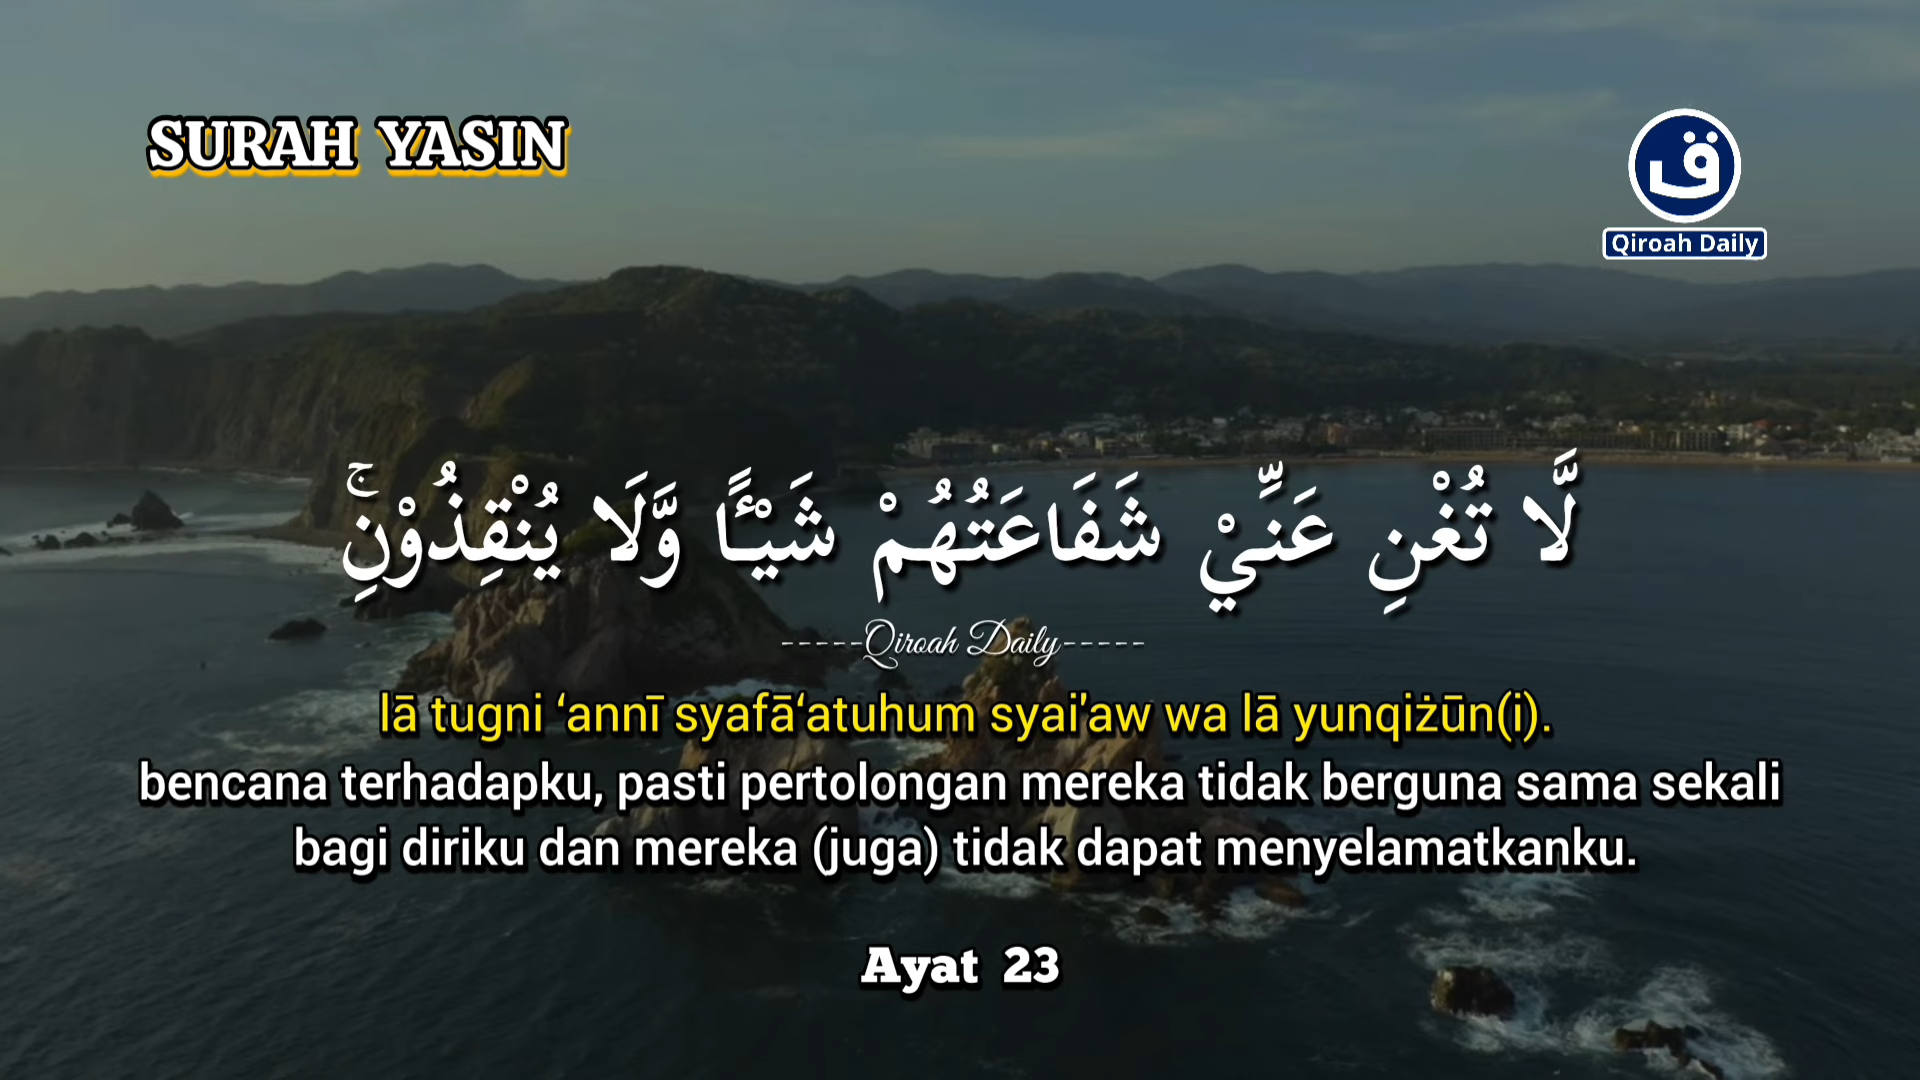 SURAH YASIN
ق
Qiroah Daily
لَّا تُغْنِ عَنِّيْ شَفَاعَتُهُمْ شَيْـًٔا وَّلَا يُنْقِذُوْنِۚ
-----Qiroah Daily-----
lā tugni ‘annī syafā‘atuhum syai'aw wa lā yunqiżūn(i).
bencana terhadapku, pasti pertolongan mereka tidak berguna sama sekali
bagi diriku dan mereka (juga) tidak dapat menyelamatkanku.
Ayat 23